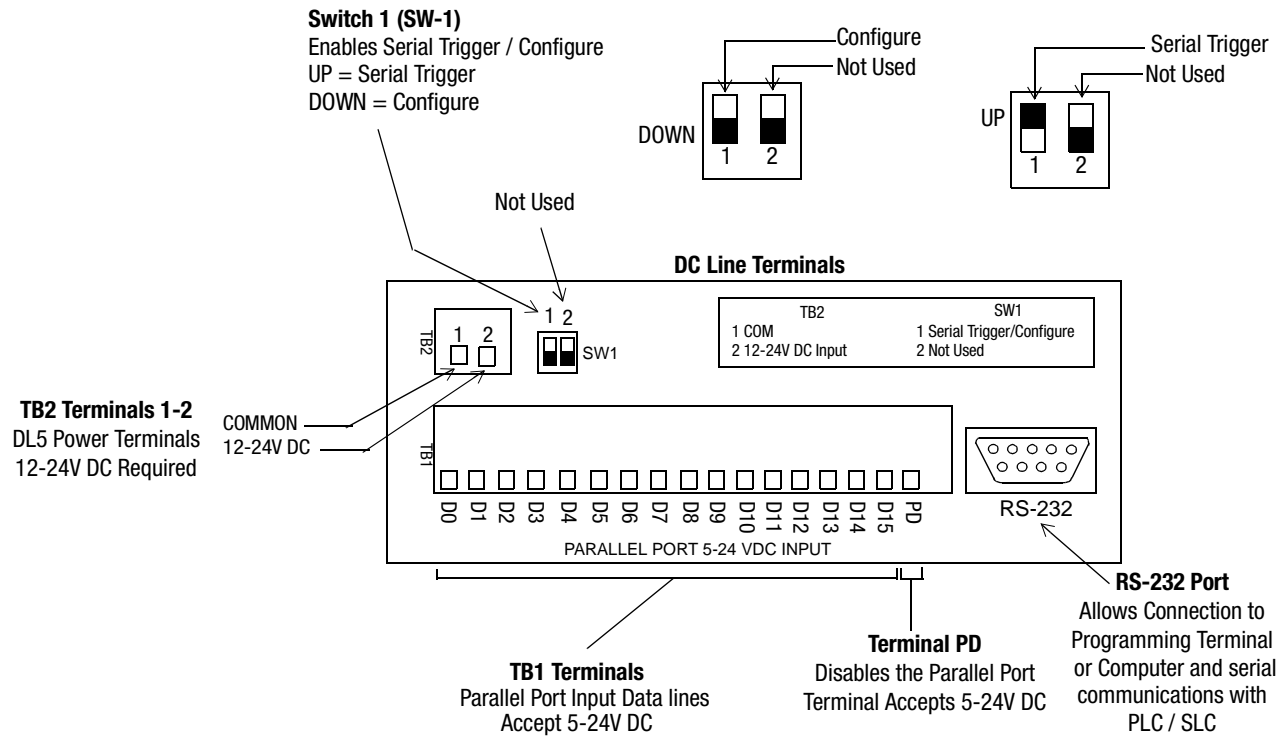 Switch 1 (SW-1)
Enables Serial Trigger / Configure
UP = Serial Trigger
DOWN = Configure
Configure
Not Used
DOWN
1 2
Serial Trigger
Not Used
UP
1 2
Not Used
DC Line Terminals
TB2
1 2
1 2
SW1
TB2 SW1
1 COM 1 Serial Trigger/Configure
2 12-24V DC Input 2 Not Used
TB2 Terminals 1-2
DL5 Power Terminals
12-24V DC Required
COMMON
12-24V DC
TB1
D0 D1 D2 D3 D4 D5 D6 D7 D8 D9 D10 D11 D12 D13 D14 D15 PD
PARALLEL PORT 5-24 VDC INPUT
RS-232
TB1 Terminals
Parallel Port Input Data lines
Accept 5-24V DC
Terminal PD
Disables the Parallel Port
Terminal Accepts 5-24V DC
RS-232 Port
Allows Connection to
Programming Terminal
or Computer and serial
communications with
PLC / SLC